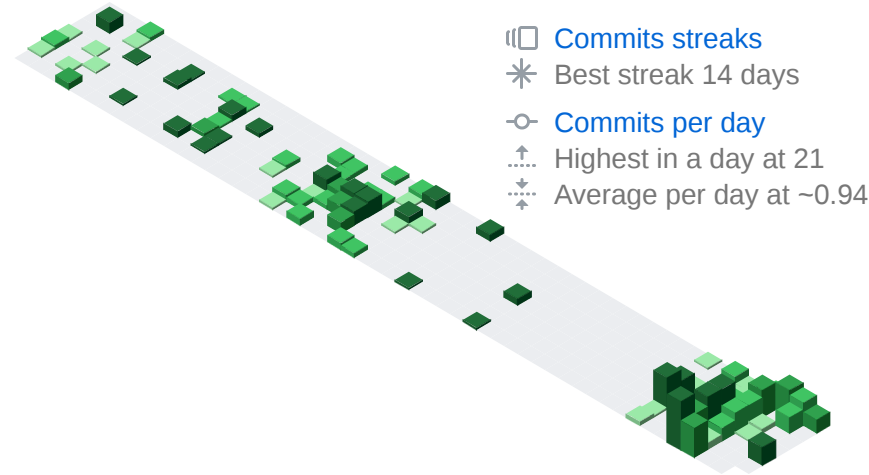 Commits streaks
Best streak 14 days
Commits per day
Highest in a day at 21
Average per day at ~0.94